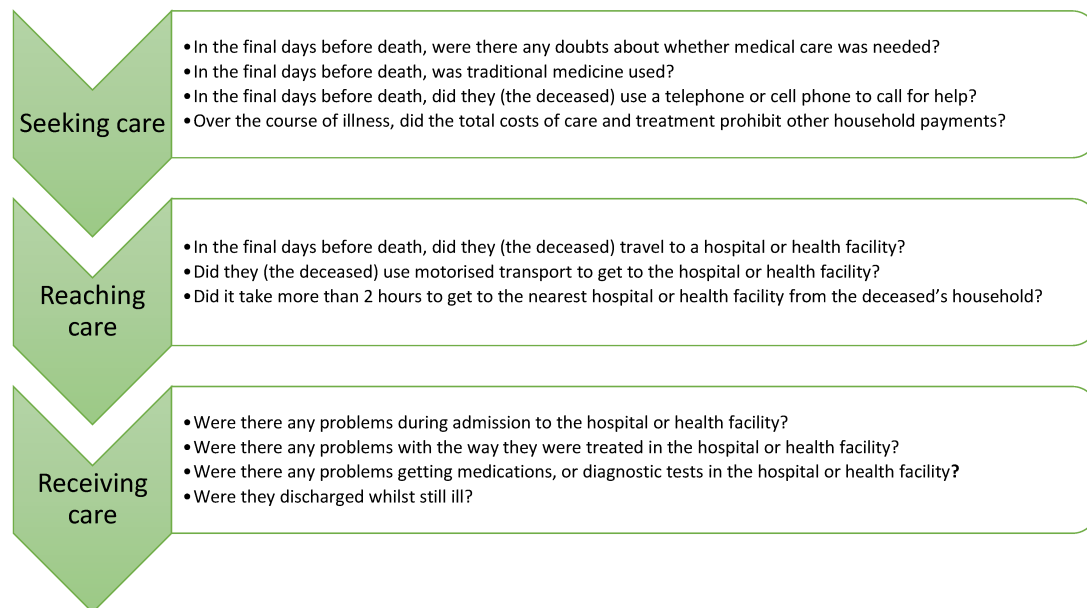 Seeking care
•In the final days before death, were there any doubts about whether medical care was needed?
•In the final days before death, was traditional medicine used?
•In the final days before death, did they (the deceased) use a telephone or cell phone to call for help?
•Over the course of illness, did the total costs of care and treatment prohibit other household payments?
Reaching
care
•In the final days before death, did they (the deceased) travel to a hospital or health facility?
•Did they (the deceased) use motorised transport to get to the hospital or health facility?
•Did it take more than 2 hours to get to the nearest hospital or health facility from the deceased’s household?
Receiving
care
•Were there any problems during admission to the hospital or health facility?
•Were there any problems with the way they were treated in the hospital or health facility?
•Were there any problems getting medications, or diagnostic tests in the hospital or health facility?
•Were they discharged whilst still ill?